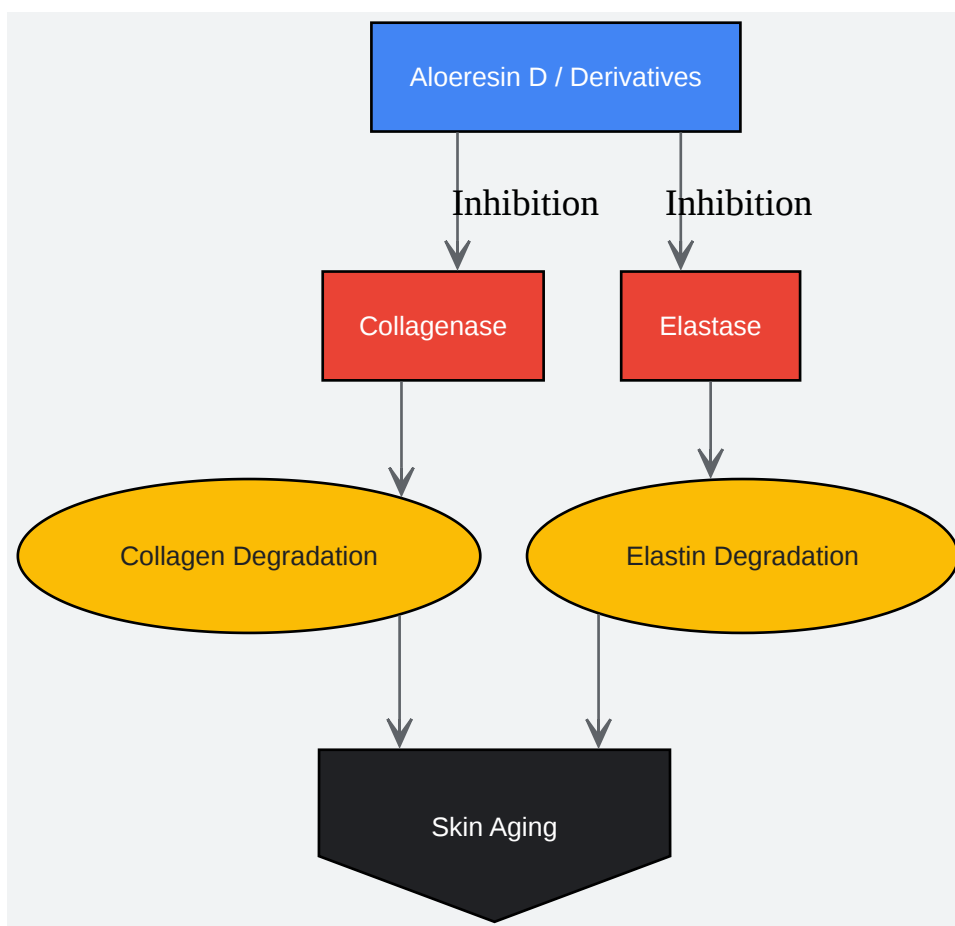 Aloeresin D / Derivatives
Inhibition
Inhibition
Collagenase
Elastase
Collagen Degradation
Elastin Degradation
Skin Aging